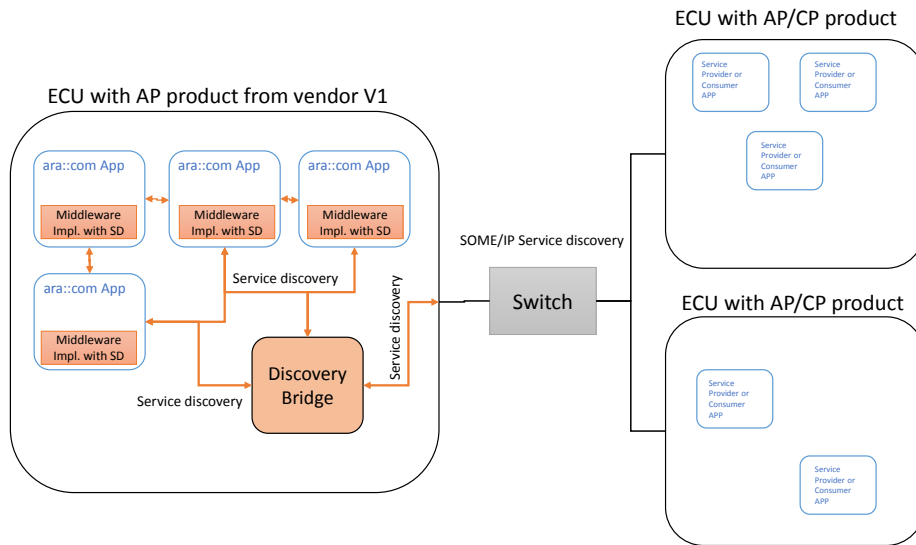 ECU with AP product from vendor V1
ara::com App
Middleware
Impl. with SD
ara::com App
Middleware
Impl. with SD
ara::com App
Middleware
Impl. with SD
ara::com App
Middleware
Impl. with SD
Service discovery
Service discovery
Discovery
Bridge
Service discovery
SOME/IP Service discovery
Switch
ECU with AP/CP product
Service
Provider or
Consumer
APP
Service
Provider or
Consumer
APP
Service
Provider or
Consumer
APP
ECU with AP/CP product
Service
Provider or
Consumer
APP
Service
Provider or
Consumer
APP